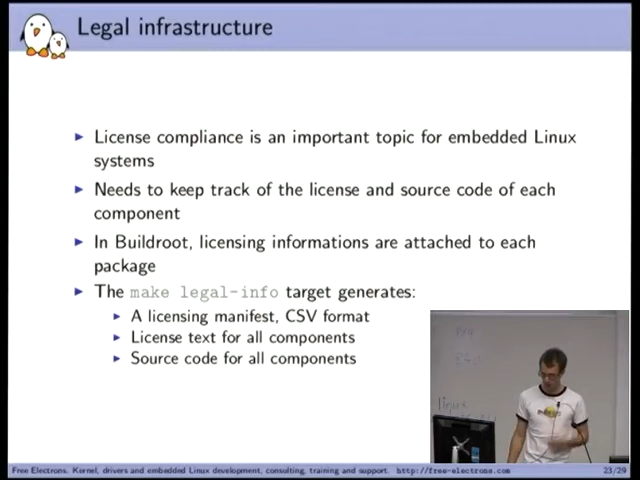 Legal infrastructure
License compliance is an important topic for embedded Linux
systems
Needs to keep track of the license and source code of each
component
In Buildroot, licensing informations are attached to each
package
The make legal-info target generates:
A licensing manifest, CSV format
License text for all components
Source code for all components
Free Electrons. Kernel, drivers and embedded Linux development, consulting, training and support. http://free-electrons.com
23/29